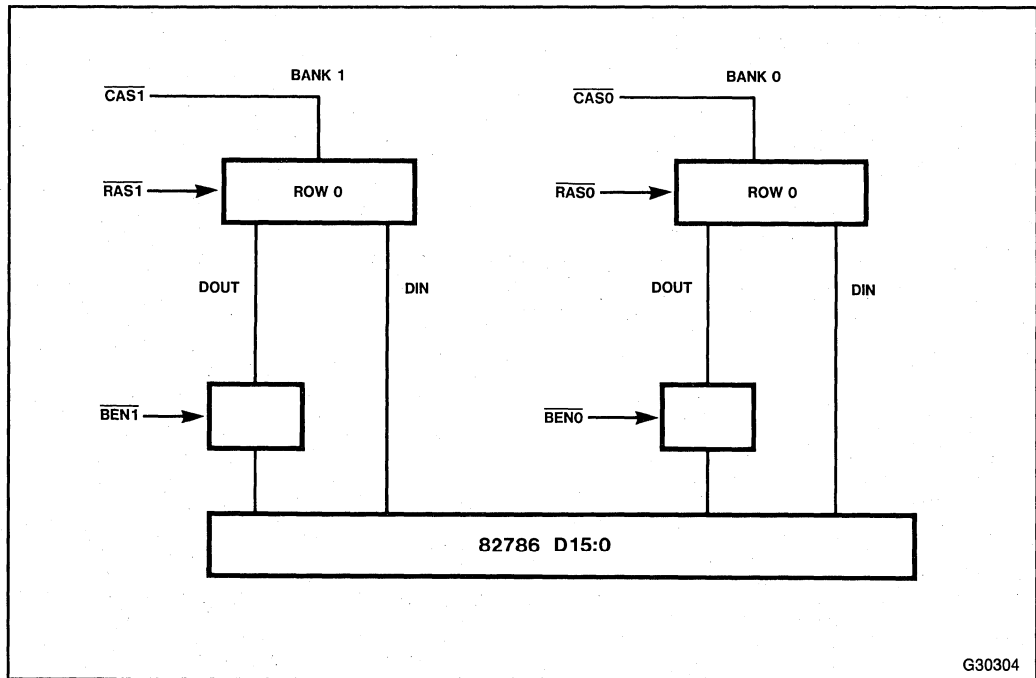 BANK 1
BANK 0
CAS1
CAS0
RAS1
ROW 0
RAS0
ROW 0
DOUT
DIN
DOUT
DIN
BEN1
BEN0
82786 D15:0
G30304